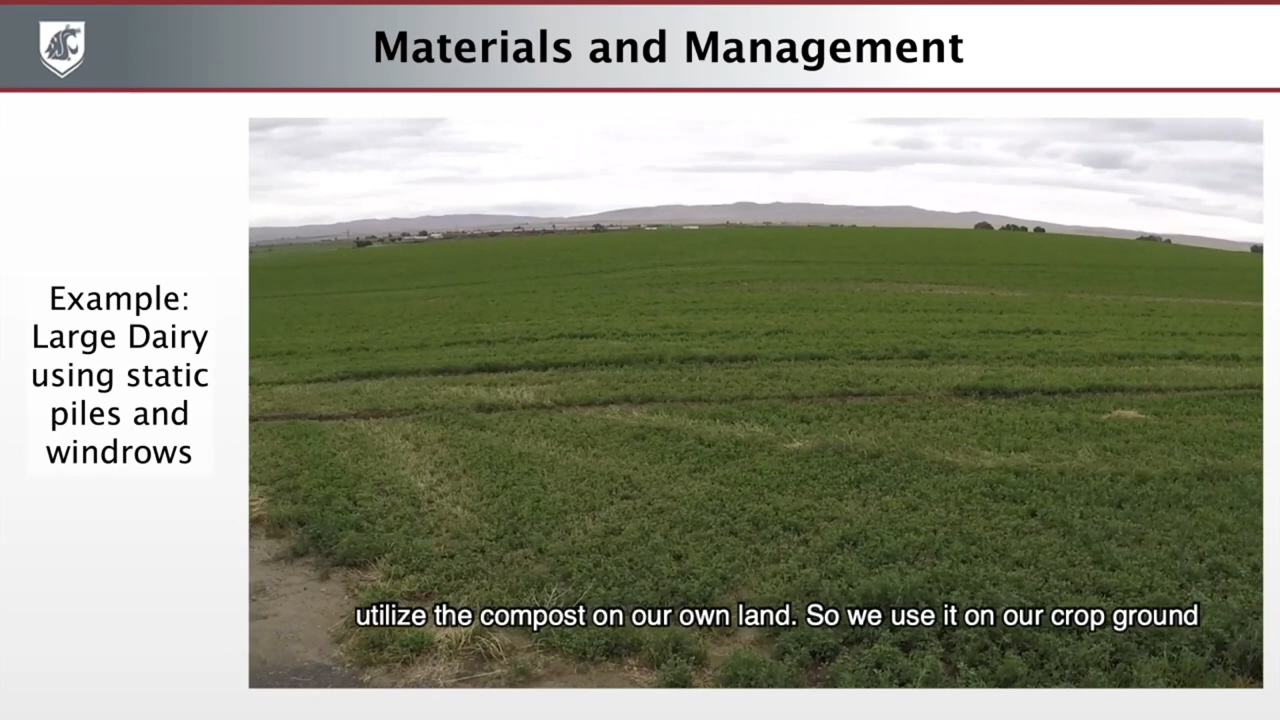 Materials and Management
Example:
Large Dairy
using static
piles and
windrows
utilize the compost on our own land. So we use it on our crop ground